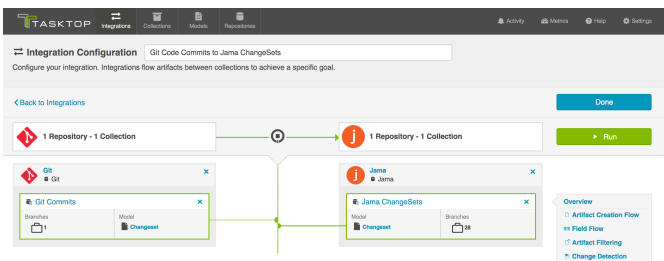 TASKTOP
Integrations
Collections
Models
Repositories
Activity
Metrics
Help
Settings
Integration Configuration
Git Code Commits to Jama ChangeSets
Configure your integration. Integrations flow artifacts between collections to achieve a specific goal.
Back to Integrations
Done
1 Repository - 1 Collection
j
1 Repository - 1 Collection
Run
Git
Git
j
Jama
Jama
Git Commits
Branches
1
Model
Changeset
Jama ChangeSets
Model
Changeset
Branches
28
Overview
Artifact Creation Flow
Field Flow
Artifact Filtering
Change Detection